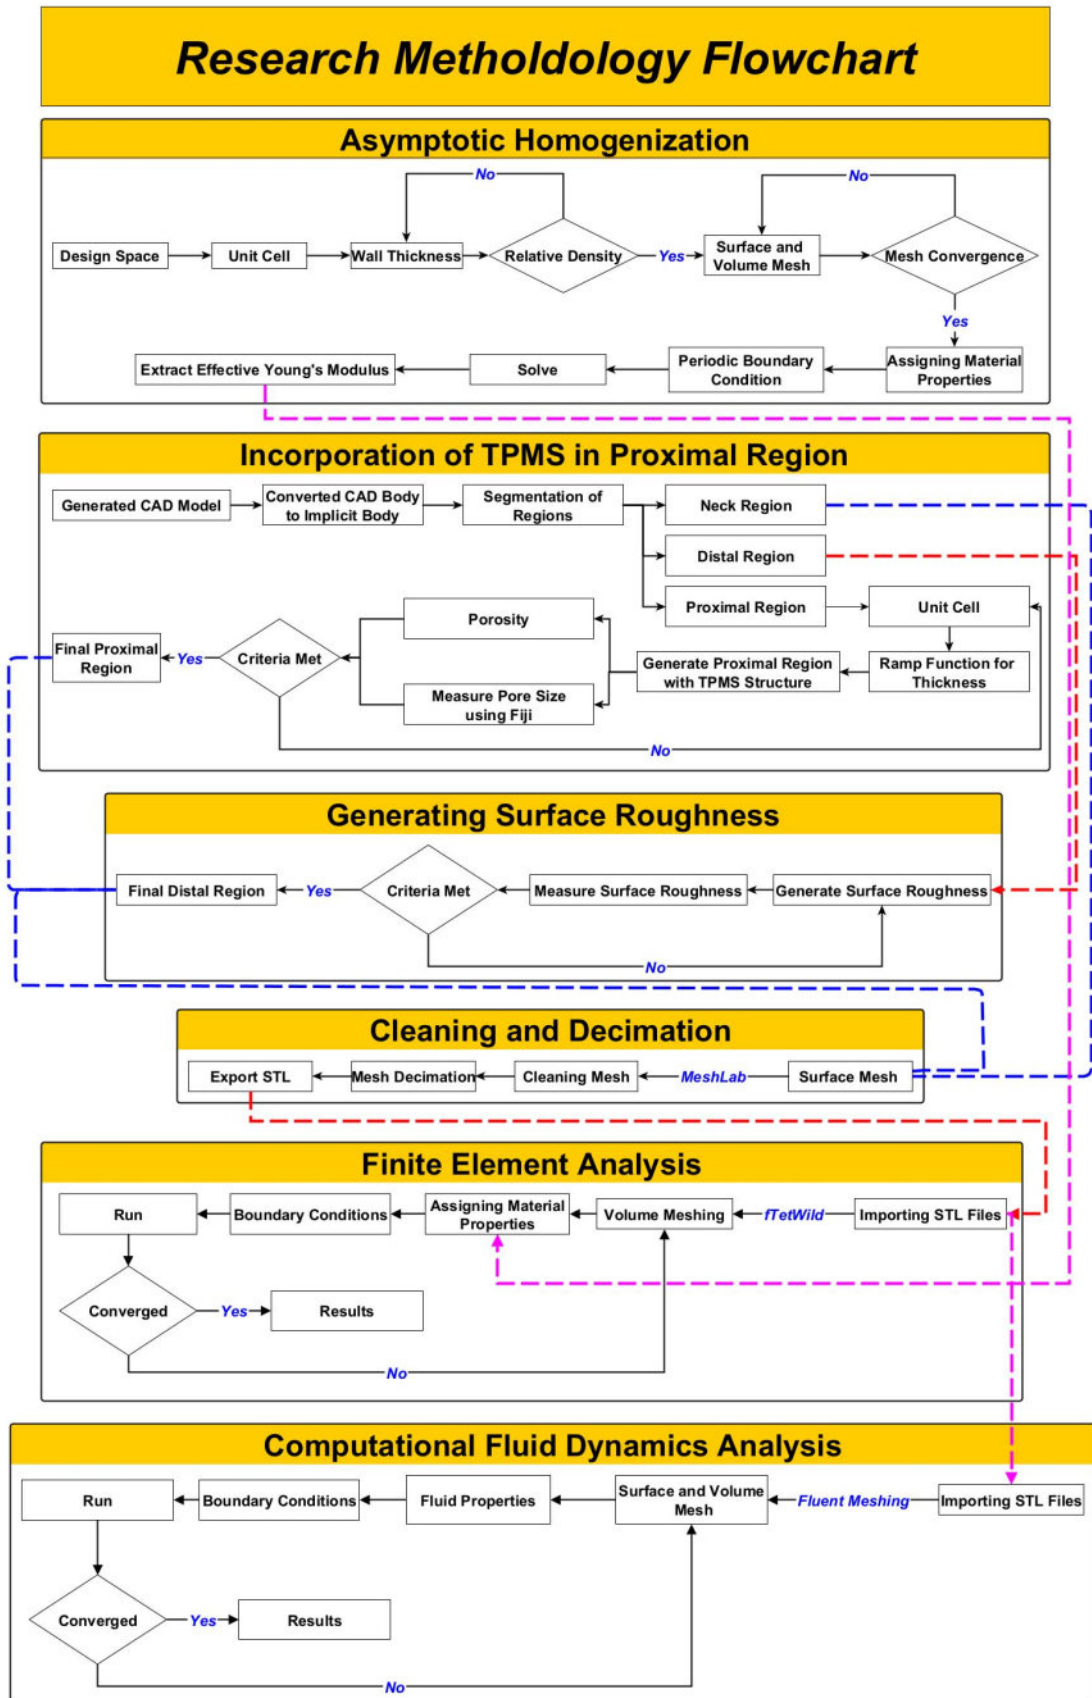 Research Metholdology Flowchart
Asymptotic Homogenization
No
No
Design Space
Unit Cell
Wall Thickness
Relative Density
Yes
Surface and
Volume Mesh
Mesh Convergence
Yes
Extract Effective Young's Modulus
Solve
Periodic Boundary
Condition
Assigning Material
Properties
Incorporation of TPMS in Proximal Region
Generated CAD Model
Converted CAD Body
to Implicit Body
Segmentation of
Regions
Neck Region
Distal Region
Proximal Region
Unit Cell
Porosity
Final Proximal
Region
Yes
Criteria Met
Generate Proximal Region
with TPMS Structure
Ramp Function for
Thickness
Measure Pore Size
using Fiji
No
Generating Surface Roughness
Final Distal Region
Yes
Criteria Met
Measure Surface Roughness
Generate Surface Roughness
No
Cleaning and Decimation
Export STL
Mesh Decimation
Cleaning Mesh
MeshLab
Surface Mesh
Finite Element Analysis
Run
Boundary Conditions
Assigning Material
Properties
Volume Meshing
fTetWild
Importing STL Files
Converged
Yes
Results
No
Computational Fluid Dynamics Analysis
Run
Boundary Conditions
Fluid Properties
Surface and Volume
Mesh
Fluent Meshing
Importing STL Files
Converged
Yes
Results
No